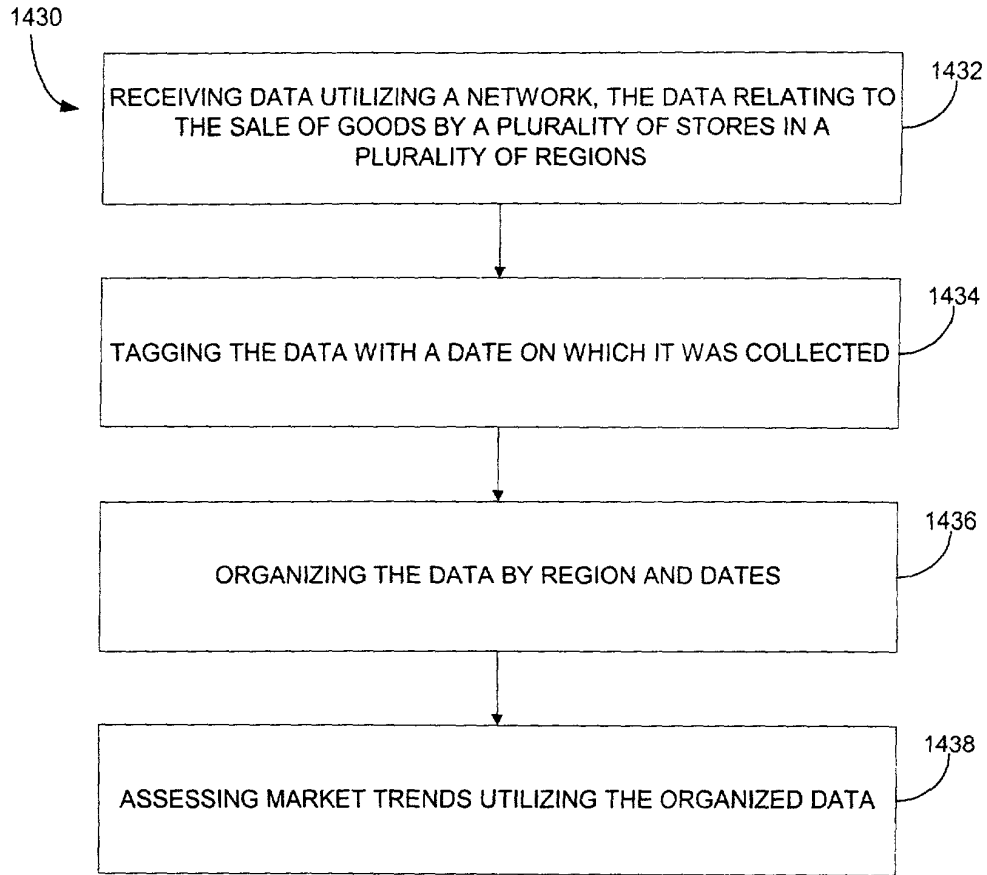 1430
1432
RECEIVING DATA UTILIZING A NETWORK, THE DATA RELATING TO
THE SALE OF GOODS BY A PLURALITY OF STORES IN A
PLURALITY OF REGIONS
1434
TAGGING THE DATA WITH A DATE ON WHICH IT WAS COLLECTED
1436
ORGANIZING THE DATA BY REGION AND DATES
1438
ASSESSING MARKET TRENDS UTILIZING THE ORGANIZED DATA